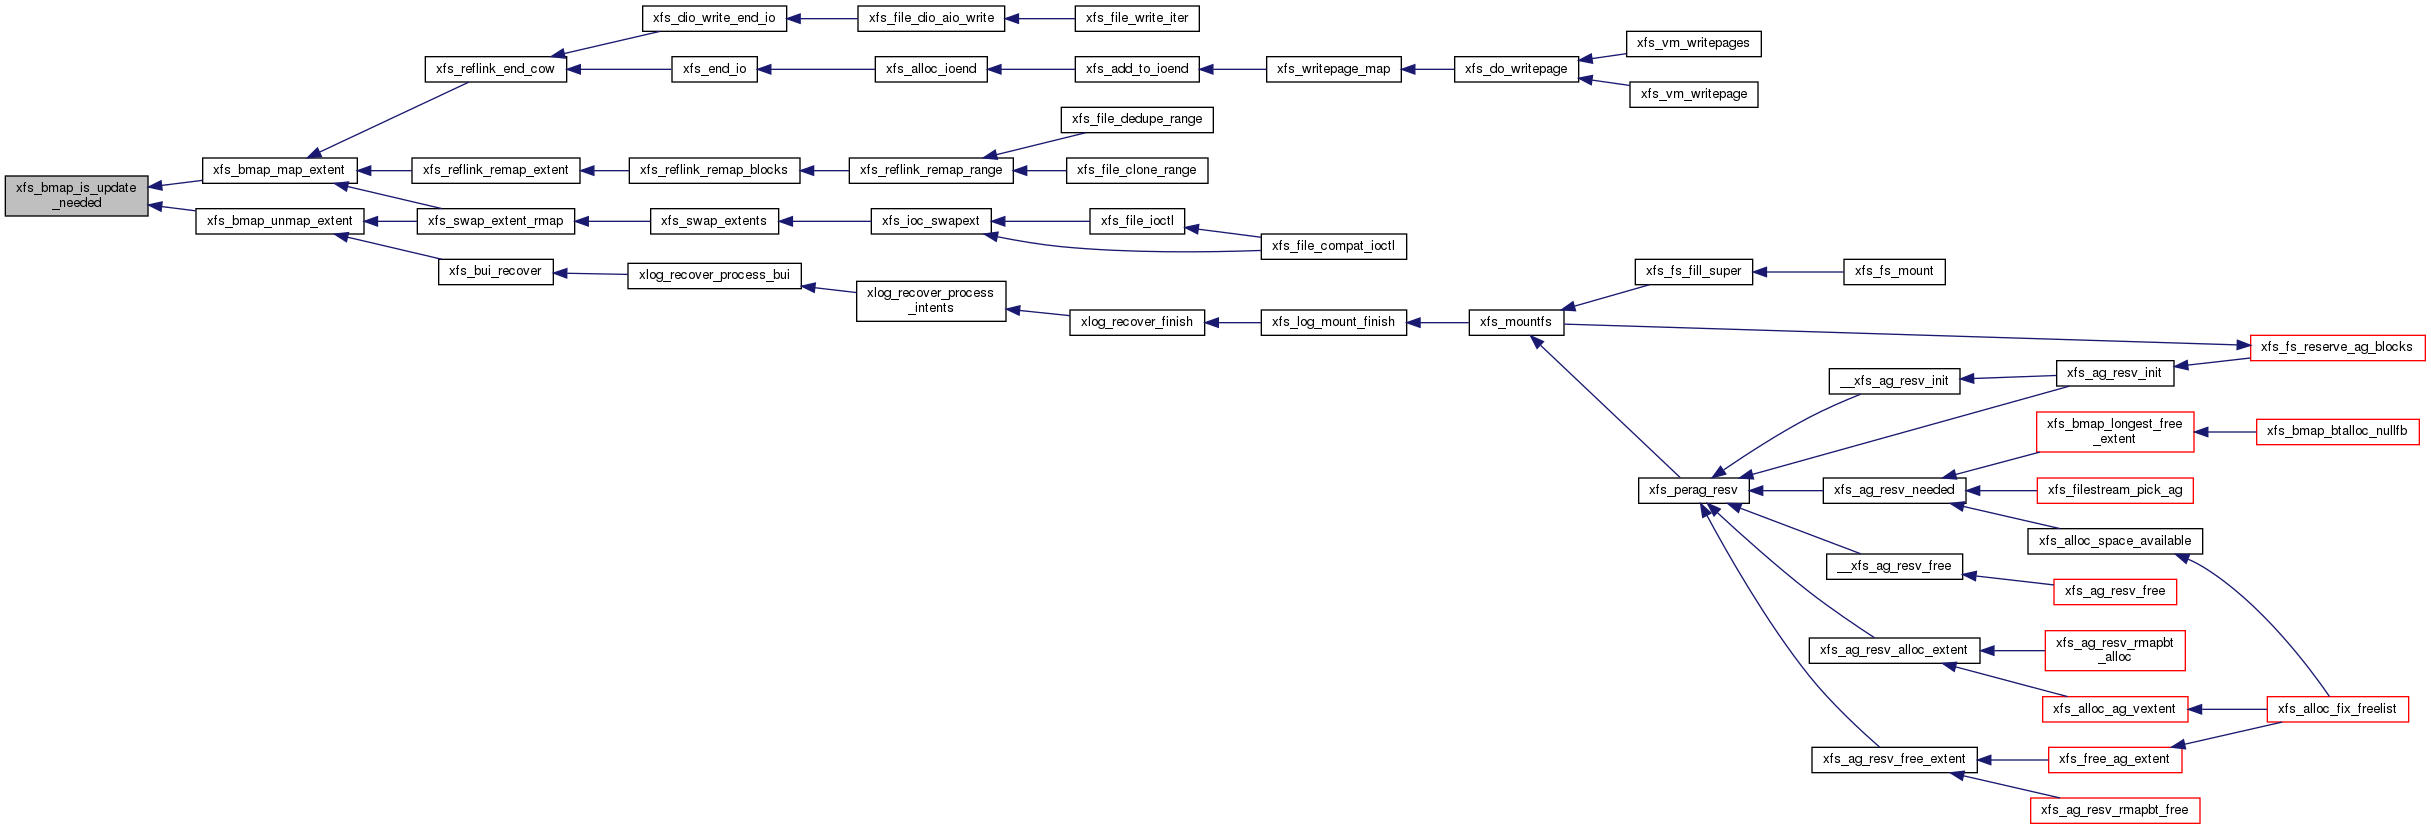 xfs_dio_write_end_io
xfs_file_dio_aio_write
xfs_file_write_iter
xfs_vm_writepages
xfs_reflink_end_cow
xfs_end_io
xfs_alloc_ioend
xfs_add_to_ioend
xfs_writepage_map
xfs_do_writepage
xfs_vm_writepage
xfs_file_dedupe_range
xfs_bmap_map_extent
xfs_reflink_remap_extent
xfs_reflink_remap_blocks
xfs_reflink_remap_range
xfs_file_clone_range
xfs_bmap_is_update
_needed
xfs_bmap_unmap_extent
xfs_swap_extent_rmap
xfs_swap_extents
xfs_ioc_swapext
xfs_file_ioctl
xfs_file_compat_ioctl
xfs_bui_recover
xlog_recover_process_bui
xfs_fs_fill_super
xfs_fs_mount
xlog_recover_process
_intents
xlog_recover_finish
xfs_log_mount_finish
xfs_mountfs
xfs_fs_reserve_ag_blocks
__xfs_ag_resv_init
xfs_ag_resv_init
xfs_bmap_longest_free
_extent
xfs_bmap_btalloc_nullfb
xfs_perag_resv
xfs_ag_resv_needed
xfs_filestream_pick_ag
xfs_alloc_space_available
__xfs_ag_resv_free
xfs_ag_resv_free
xfs_ag_resv_alloc_extent
xfs_ag_resv_rmapbt
_alloc
xfs_alloc_ag_vextent
xfs_alloc_fix_freelist
xfs_ag_resv_free_extent
xfs_free_ag_extent
xfs_ag_resv_rmapbt_free